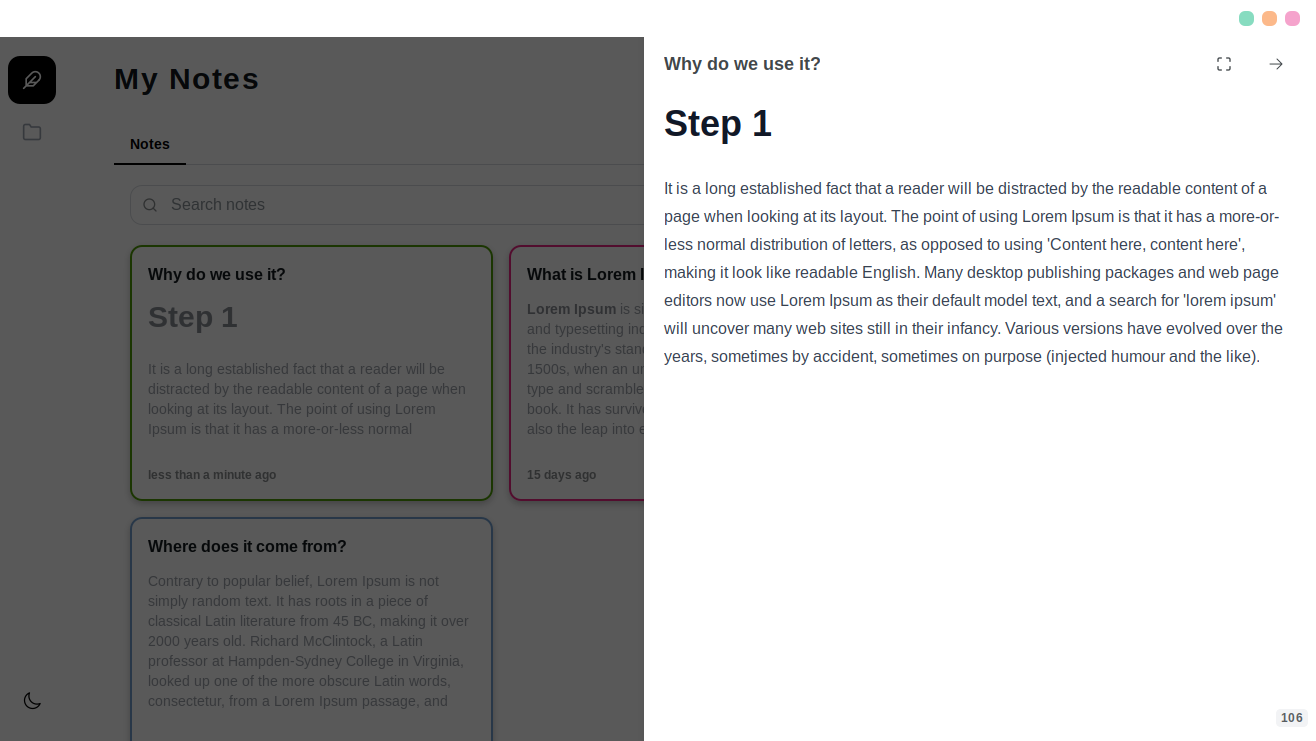 My Notes
Notes
Search notes
Why do we use it?
Step 1
It is a long established fact that a reader will be
distracted by the readable content of a page when
looking at its layout. The point of using Lorem
Ipsum is that it has a more-or-less normal
less than a minute ago
What is Lorem I
Lorem Ipsum is si
and typesetting ind
the industry's stan
1500s, when an un
type and scramble
book. It has surviv
also the leap into e
15 days ago
Where does it come from?
Contrary to popular belief, Lorem Ipsum is not
simply random text. It has roots in a piece of
classical Latin literature from 45 BC, making it over
2000 years old. Richard McClintock, a Latin
professor at Hampden-Sydney College in Virginia,
looked up one of the more obscure Latin words,
consectetur, from a Lorem Ipsum passage, and
Why do we use it?
Step 1
It is a long established fact that a reader will be distracted by the readable content of a
page when looking at its layout. The point of using Lorem Ipsum is that it has a more-or-
less normal distribution of letters, as opposed to using 'Content here, content here',
making it look like readable English. Many desktop publishing packages and web page
editors now use Lorem Ipsum as their default model text, and a search for 'lorem ipsum'
will uncover many web sites still in their infancy. Various versions have evolved over the
years, sometimes by accident, sometimes on purpose (injected humour and the like).
106